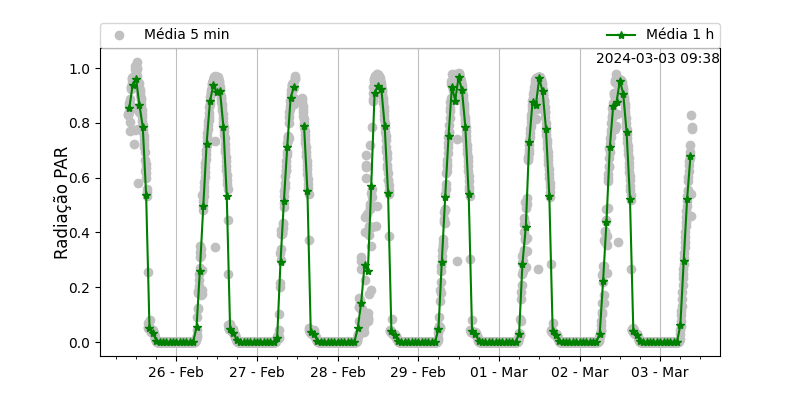 Média 5 min
Média 1 h
2024-03-03 09:38
Radiação PAR
1.0
0.8
0.6
0.4
0.2
0.0
26 - Feb
27 - Feb
28 - Feb
29 - Feb
01 - Mar
02 - Mar
03 - Mar